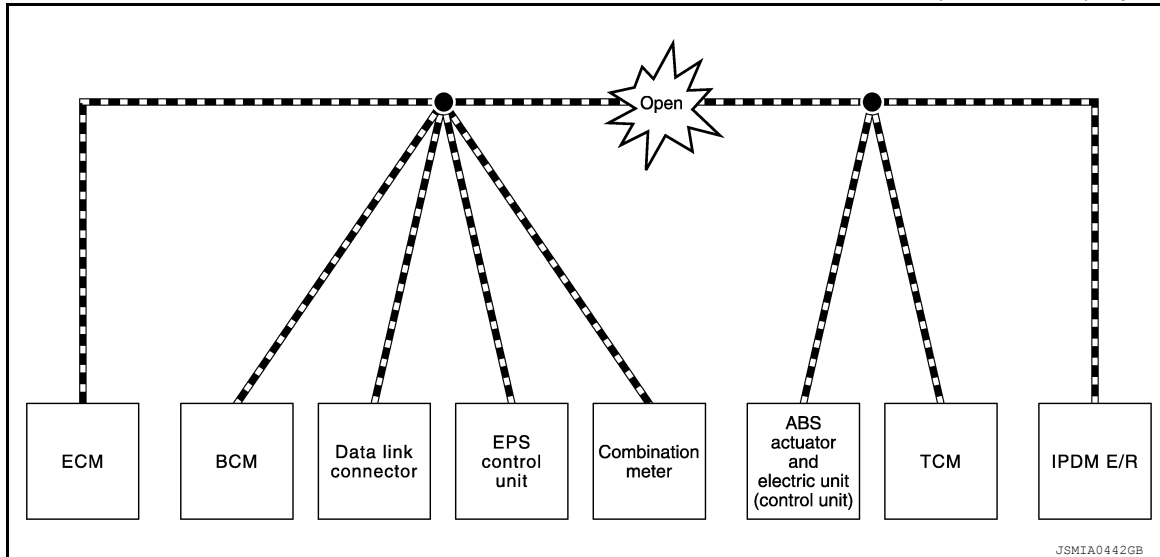 Open
ECM
BCM
Data link
connector
EPS
control
unit
Combination
meter
ABS
actuator
and
electric unit
(control unit)
TCM
IPDM E/R
JSMIA0442GB